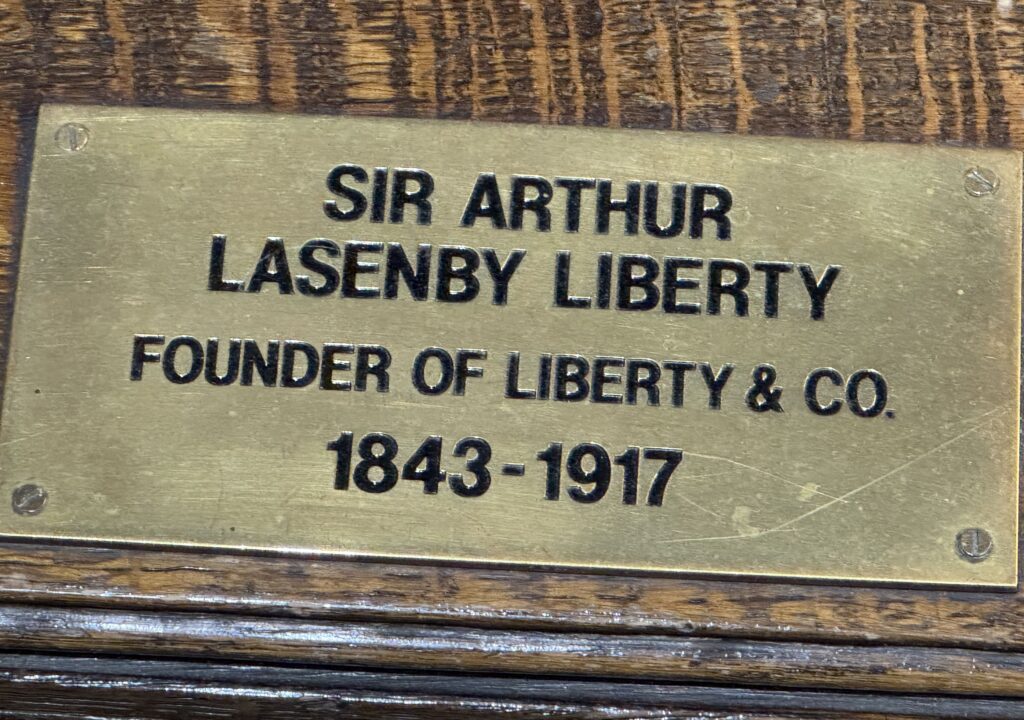 SIR ARTHUR
LASENBY LIBERTY
FOUNDER OF LIBERTY & CO.
1843-1917